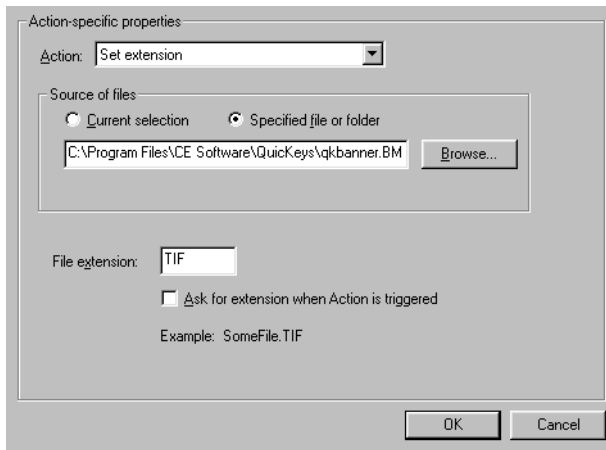 Action-specific properties
Action: Set extension
Source of files
Current selection Specified file or folder
C:\Program Files\CE Software\QuicKeys\qkbanner.BM Browse...
File extension: TIF
Ask for extension when Action is triggered
Example: SomeFile.TIF
OK Cancel